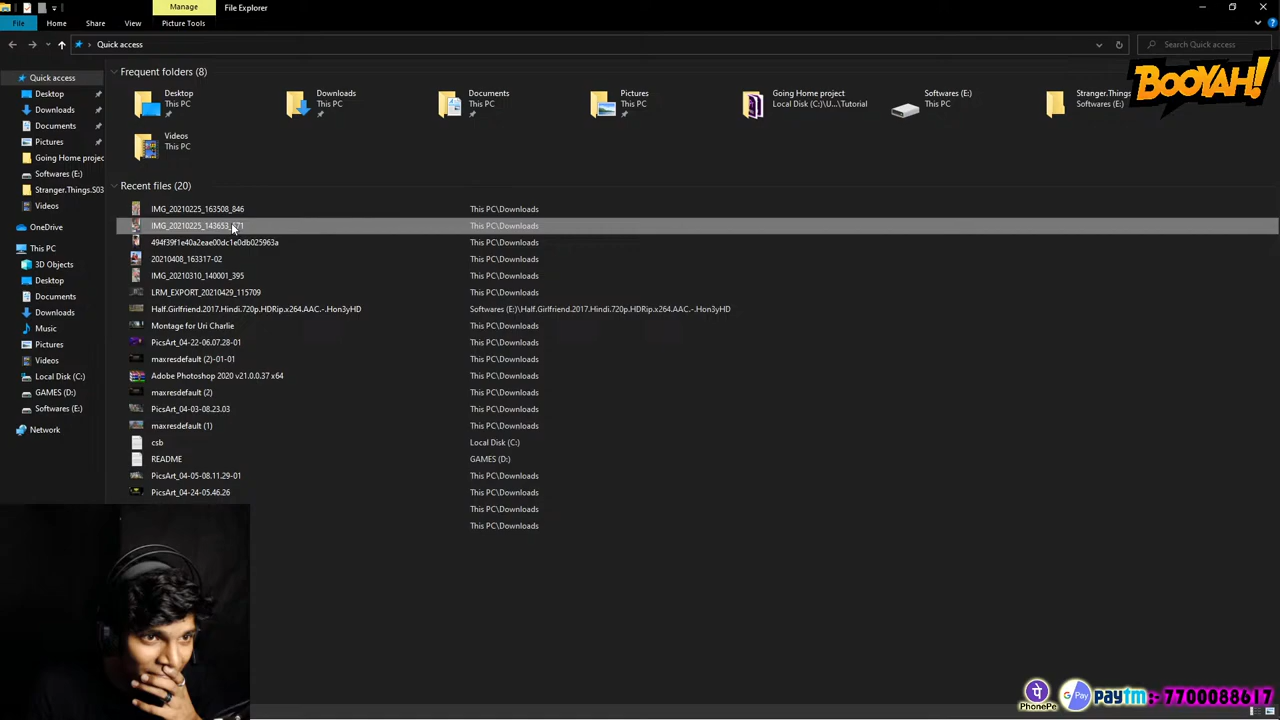 Manage
File Explorer
File
Home
Share
View
Picture Tools
Quick access
Search Quick access
BOOYAH!
Quick access
Desktop
Downloads
Documents
Pictures
Going Home projec
Softwares (E:)
Stranger.Things.S03
Videos
OneDrive
This PC
3D Objects
Desktop
Documents
Downloads
Music
Pictures
Videos
Local Disk (C:)
GAMES (D:)
Softwares (E:)
Network
Frequent folders (8)
Desktop
This PC
Downloads
This PC
Documents
This PC
Pictures
This PC
Going Home project
Local Disk (C:)\U...\Tutorial
Softwares (E:)
This PC
Stranger.Things.
Softwares (E:)
Videos
This PC
Recent files (20)
IMG_20210225_163508_846 This PC\Downloads
IMG_20210225_143653_ 71 This PC\Downloads
494f39f1e40a2eae00dc1e0db025963a This PC\Downloads
20210408_163317-02 This PC\Downloads
IMG_20210310_140001_395 This PC\Downloads
LRM_EXPORT_20210429_115709 This PC\Downloads
Half.Girlfriend.2017.Hindi.720p.HDRip.x264.AAC.-.Hon3yHD Softwares (E:)\Half.Girlfriend.2017.Hindi.720p.HDRip.x264.AAC.-.Hon3yHD
Montage for Uri Charlie This PC\Downloads
PicsArt_04-22-06.07.28-01 This PC\Downloads
maxresdefault (2)-01-01 This PC\Downloads
Adobe Photoshop 2020 v21.0.0.37 x64 This PC\Downloads
maxresdefault (2) This PC\Downloads
PicsArt_04-03-08.23.03 This PC\Downloads
maxresdefault (1) This PC\Downloads
csb Local Disk (C:)
README GAMES (D:)
PicsArt_04-05-08.11.29-01 This PC\Downloads
PicsArt_04-24-05.46.26 This PC\Downloads
This PC\Downloads
This PC\Downloads
PhonePe G Pay paytm :- 7700088617